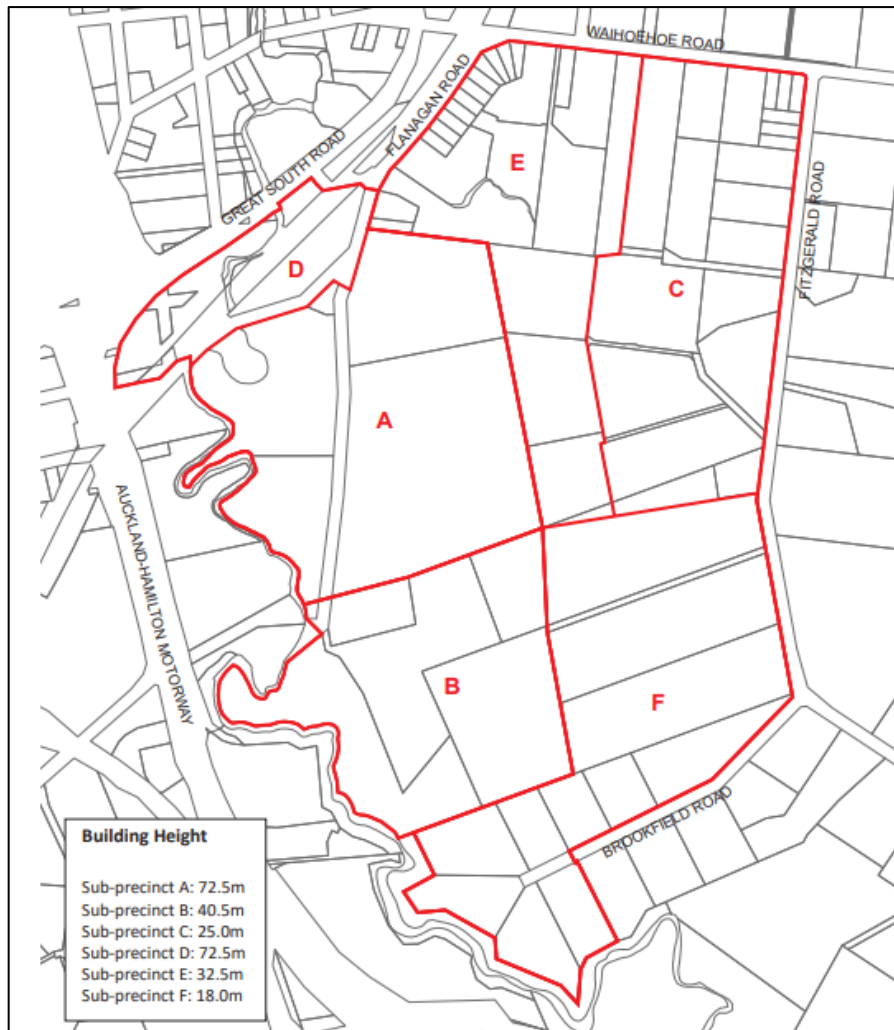 WAIHOEHOE ROAD
FLANAGAN ROAD
GREAT SOUTH ROAD
E
FITZGERALD ROAD
D
C
A
AUCKLAND-HAMILTON MOTORWAY
B
F
BROOKFIELD ROAD
Building Height
Sub-precinct A: 72.5m
Sub-precinct B: 40.5m
Sub-precinct C: 25.0m
Sub-precinct D: 72.5m
Sub-precinct E: 32.5m
Sub-precinct F: 18.0m